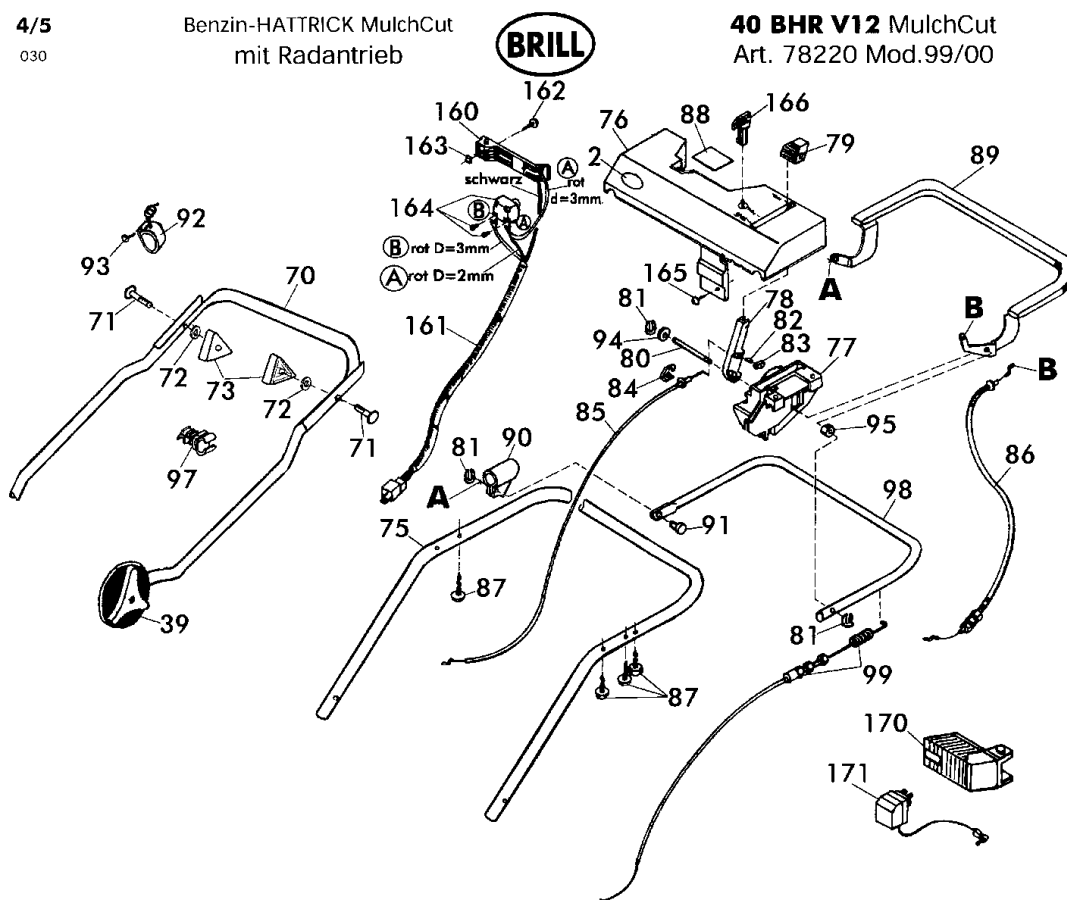 4/5
030
Benzin-HATTRICK MulchCut
mit Radantrieb
BRILL
40 BHR V12 MulchCut
Art. 78220 Mod.99/00
162
160
163
A
schwarz
rot
d=3mm
164
B
A
B rot D=3mm
A rot D=2mm
161
76
88
166
79
2
89
A
B
B
165
78
81
94
80
82
83
77
84
85
95
86
92
93
70
71
72
73
72
71
97
39
81
90
A
75
91
98
87
87
81
99
170
171